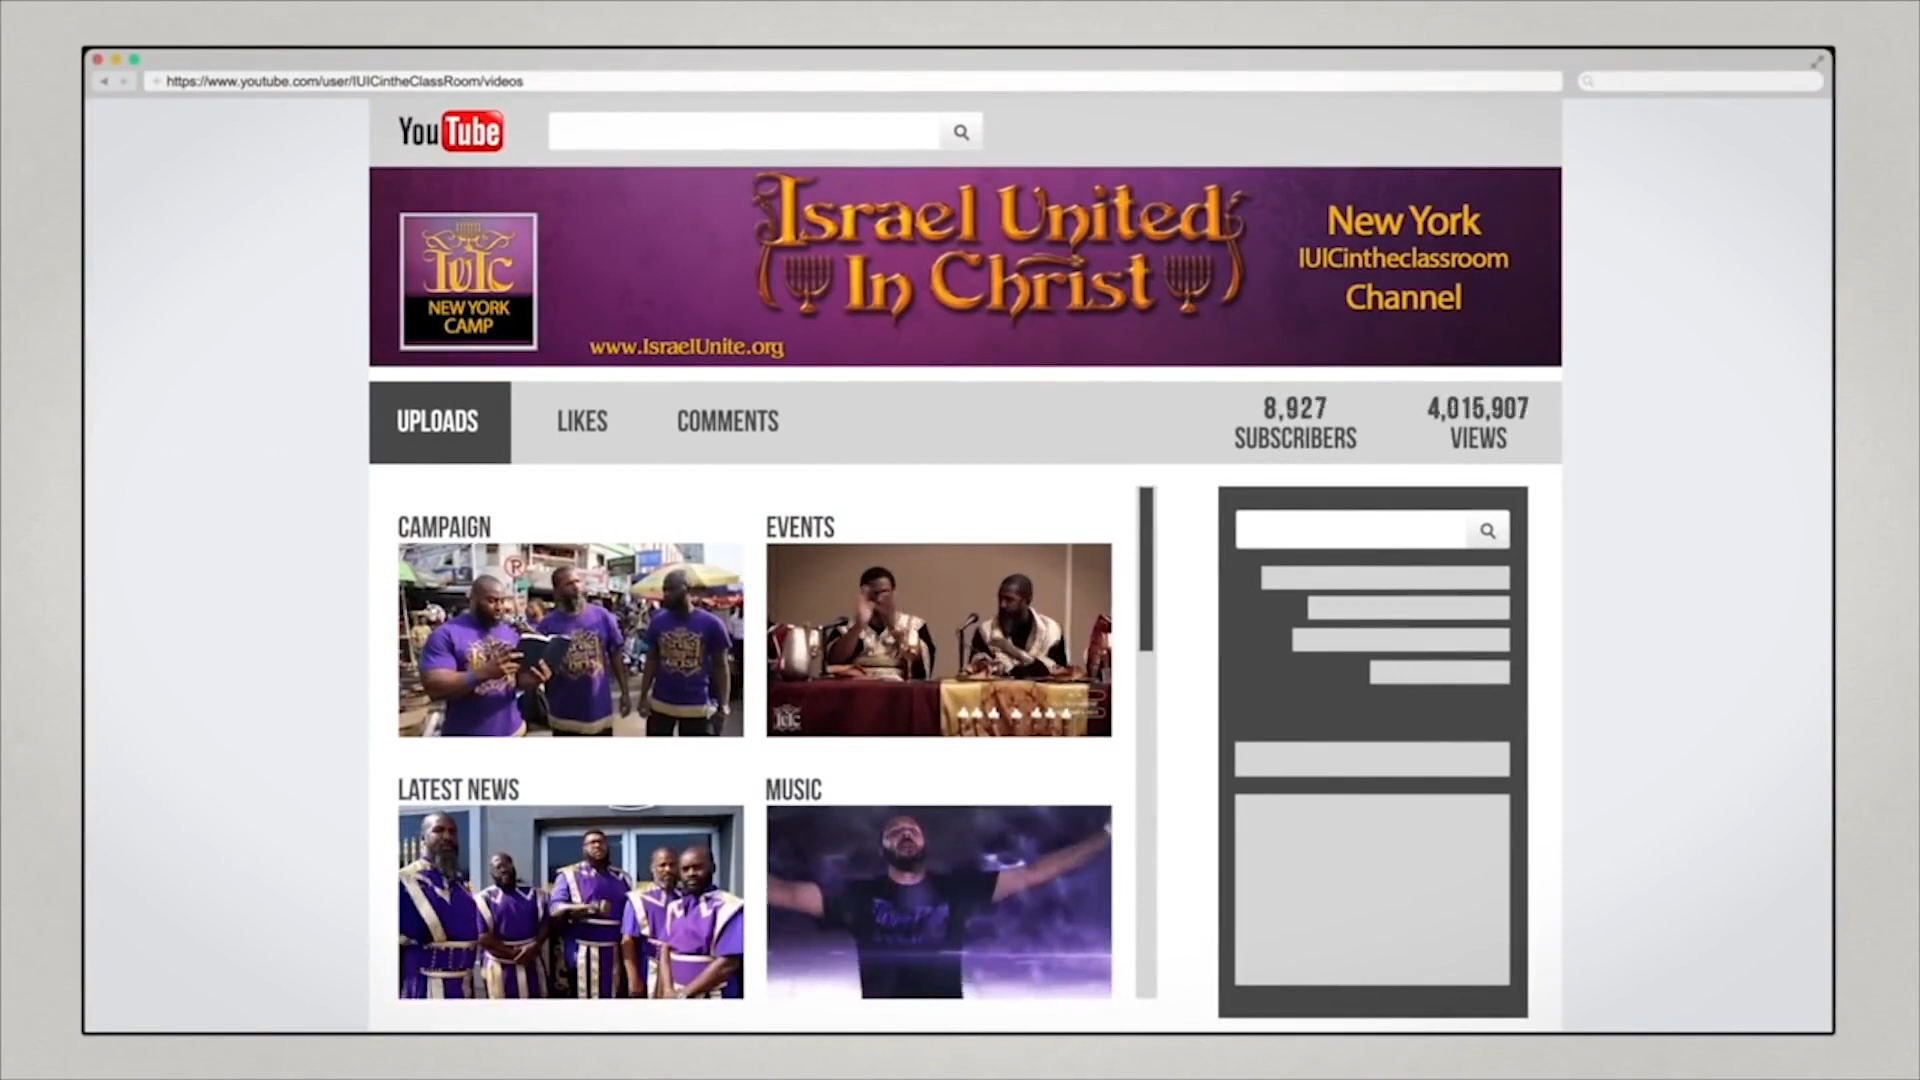 https://www.youtube.com/user/IUICintheClassRoom/videos
YouTube
Israel United
In Christ
New York
IUICintheclassroom
Channel
IUIC
NEW YORK
CAMP
www.IsraelUnite.org
UPLOADS
LIKES
COMMENTS
8,927
SUBSCRIBERS
4,015,907
VIEWS
CAMPAIGN
EVENTS
P
IUIC
LATEST NEWS
MUSIC